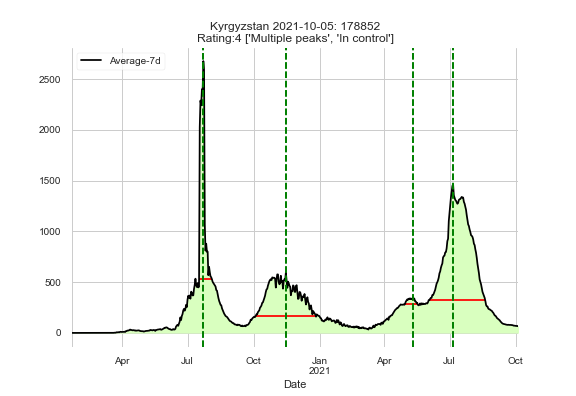 Kyrgyzstan 2021-10-05: 178852
Rating:4 ['Multiple peaks', 'In control']
Average-7d
2500
2000
1500
1000
500
0
Apr Jul Oct Jan Apr Jul Oct
2021
Date